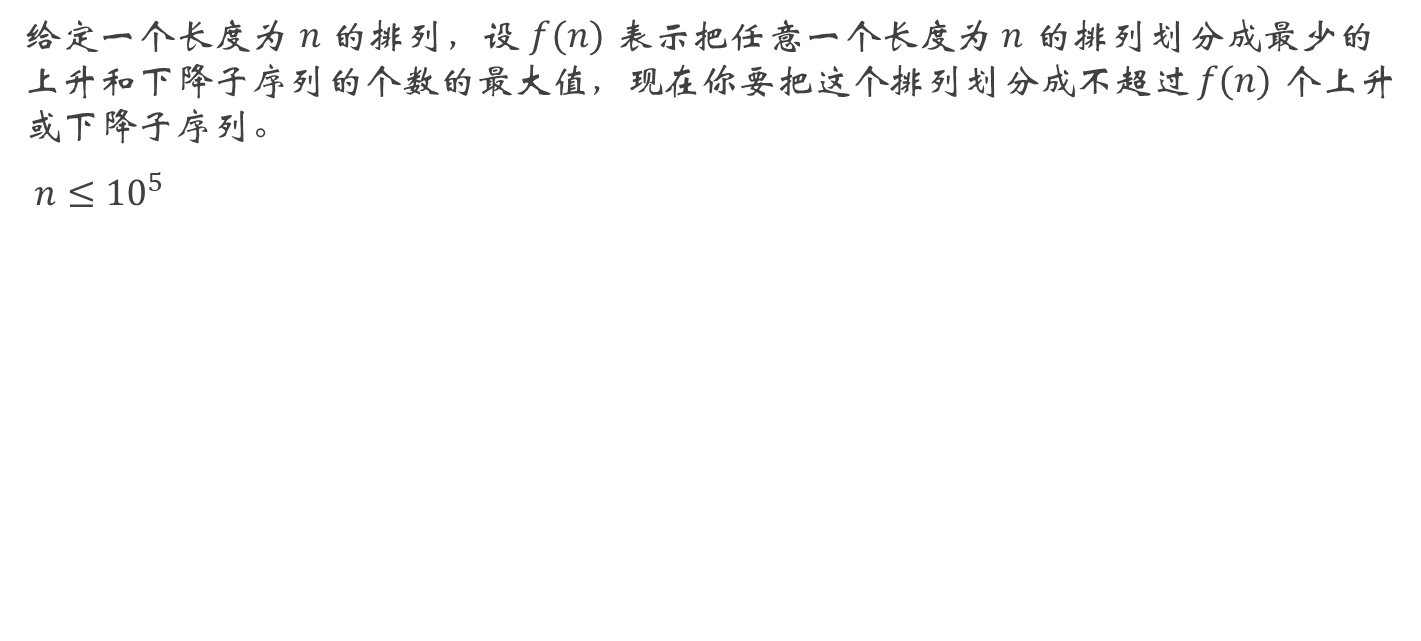 给定一个长度为 n 的排列，设 f(n) 表示把任意一个长度为 n 的排列划分成最少的
上升和下降子序列的个数的最大值，现在你要把这个排列划分成不超过 f(n) 个上升
或下降子序列。
n ≤ 10⁵